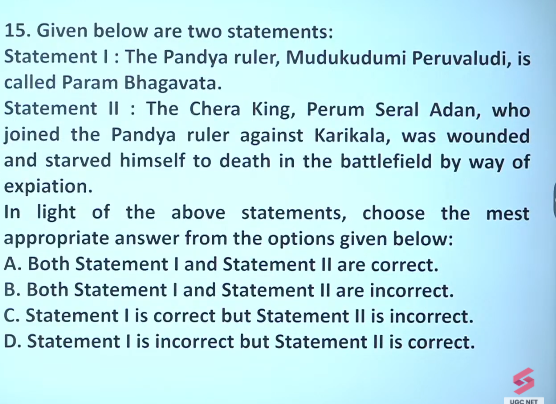 15. Given below are two statements:
Statement I : The Pandya ruler, Mudukudumi Peruvaludi, is
called Param Bhagavata.
Statement II : The Chera King, Perum Seral Adan, who
joined the Pandya ruler against Karikala, was wounded
and starved himself to death in the battlefield by way of
expiation.
In light of the above statements, choose the mest
appropriate answer from the options given below:
A. Both Statement I and Statement II are correct.
B. Both Statement I and Statement II are incorrect.
C. Statement I is correct but Statement II is incorrect.
D. Statement I is incorrect but Statement II is correct.
UGC NET